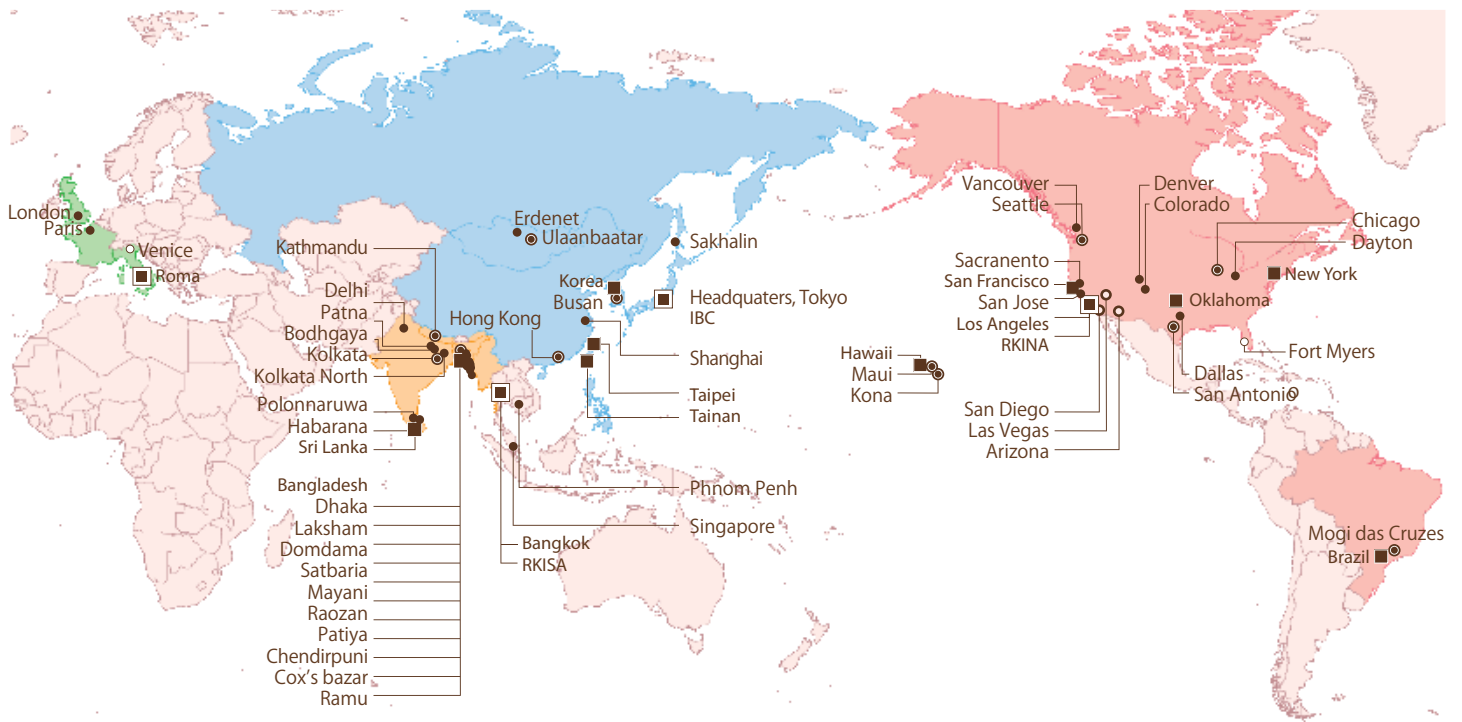 London
Paris
Venice
Roma
Kathmandu
Delhi
Patna
Bodhgaya
Kolkata
Kolkata North
Polonnaruwa
Habarana
Sri Lanka
Bangladesh
Dhaka
Laksham
Domdama
Satbaria
Mayani
Raozan
Patiya
Chendirpuni
Cox's bazar
Ramu
Erdenet
Ulaanbaatar
Sakhalin
Korea
Busan
Headquaters, Tokyo
IBC
Hong Kong
Shanghai
Taipei
Tainan
Phnom Penh
Singapore
Bangkok
RKISA
Hawaii
Maui
Kona
Vancouver
Seattle
Sacranento
San Francisco
San Jose
Los Angeles
RKINA
San Diego
Las Vegas
Arizona
Denver
Colorado
Chicago
Dayton
New York
Oklahoma
Fort Myers
Dallas
San Antonio
Mogi das Cruzes
Brazil